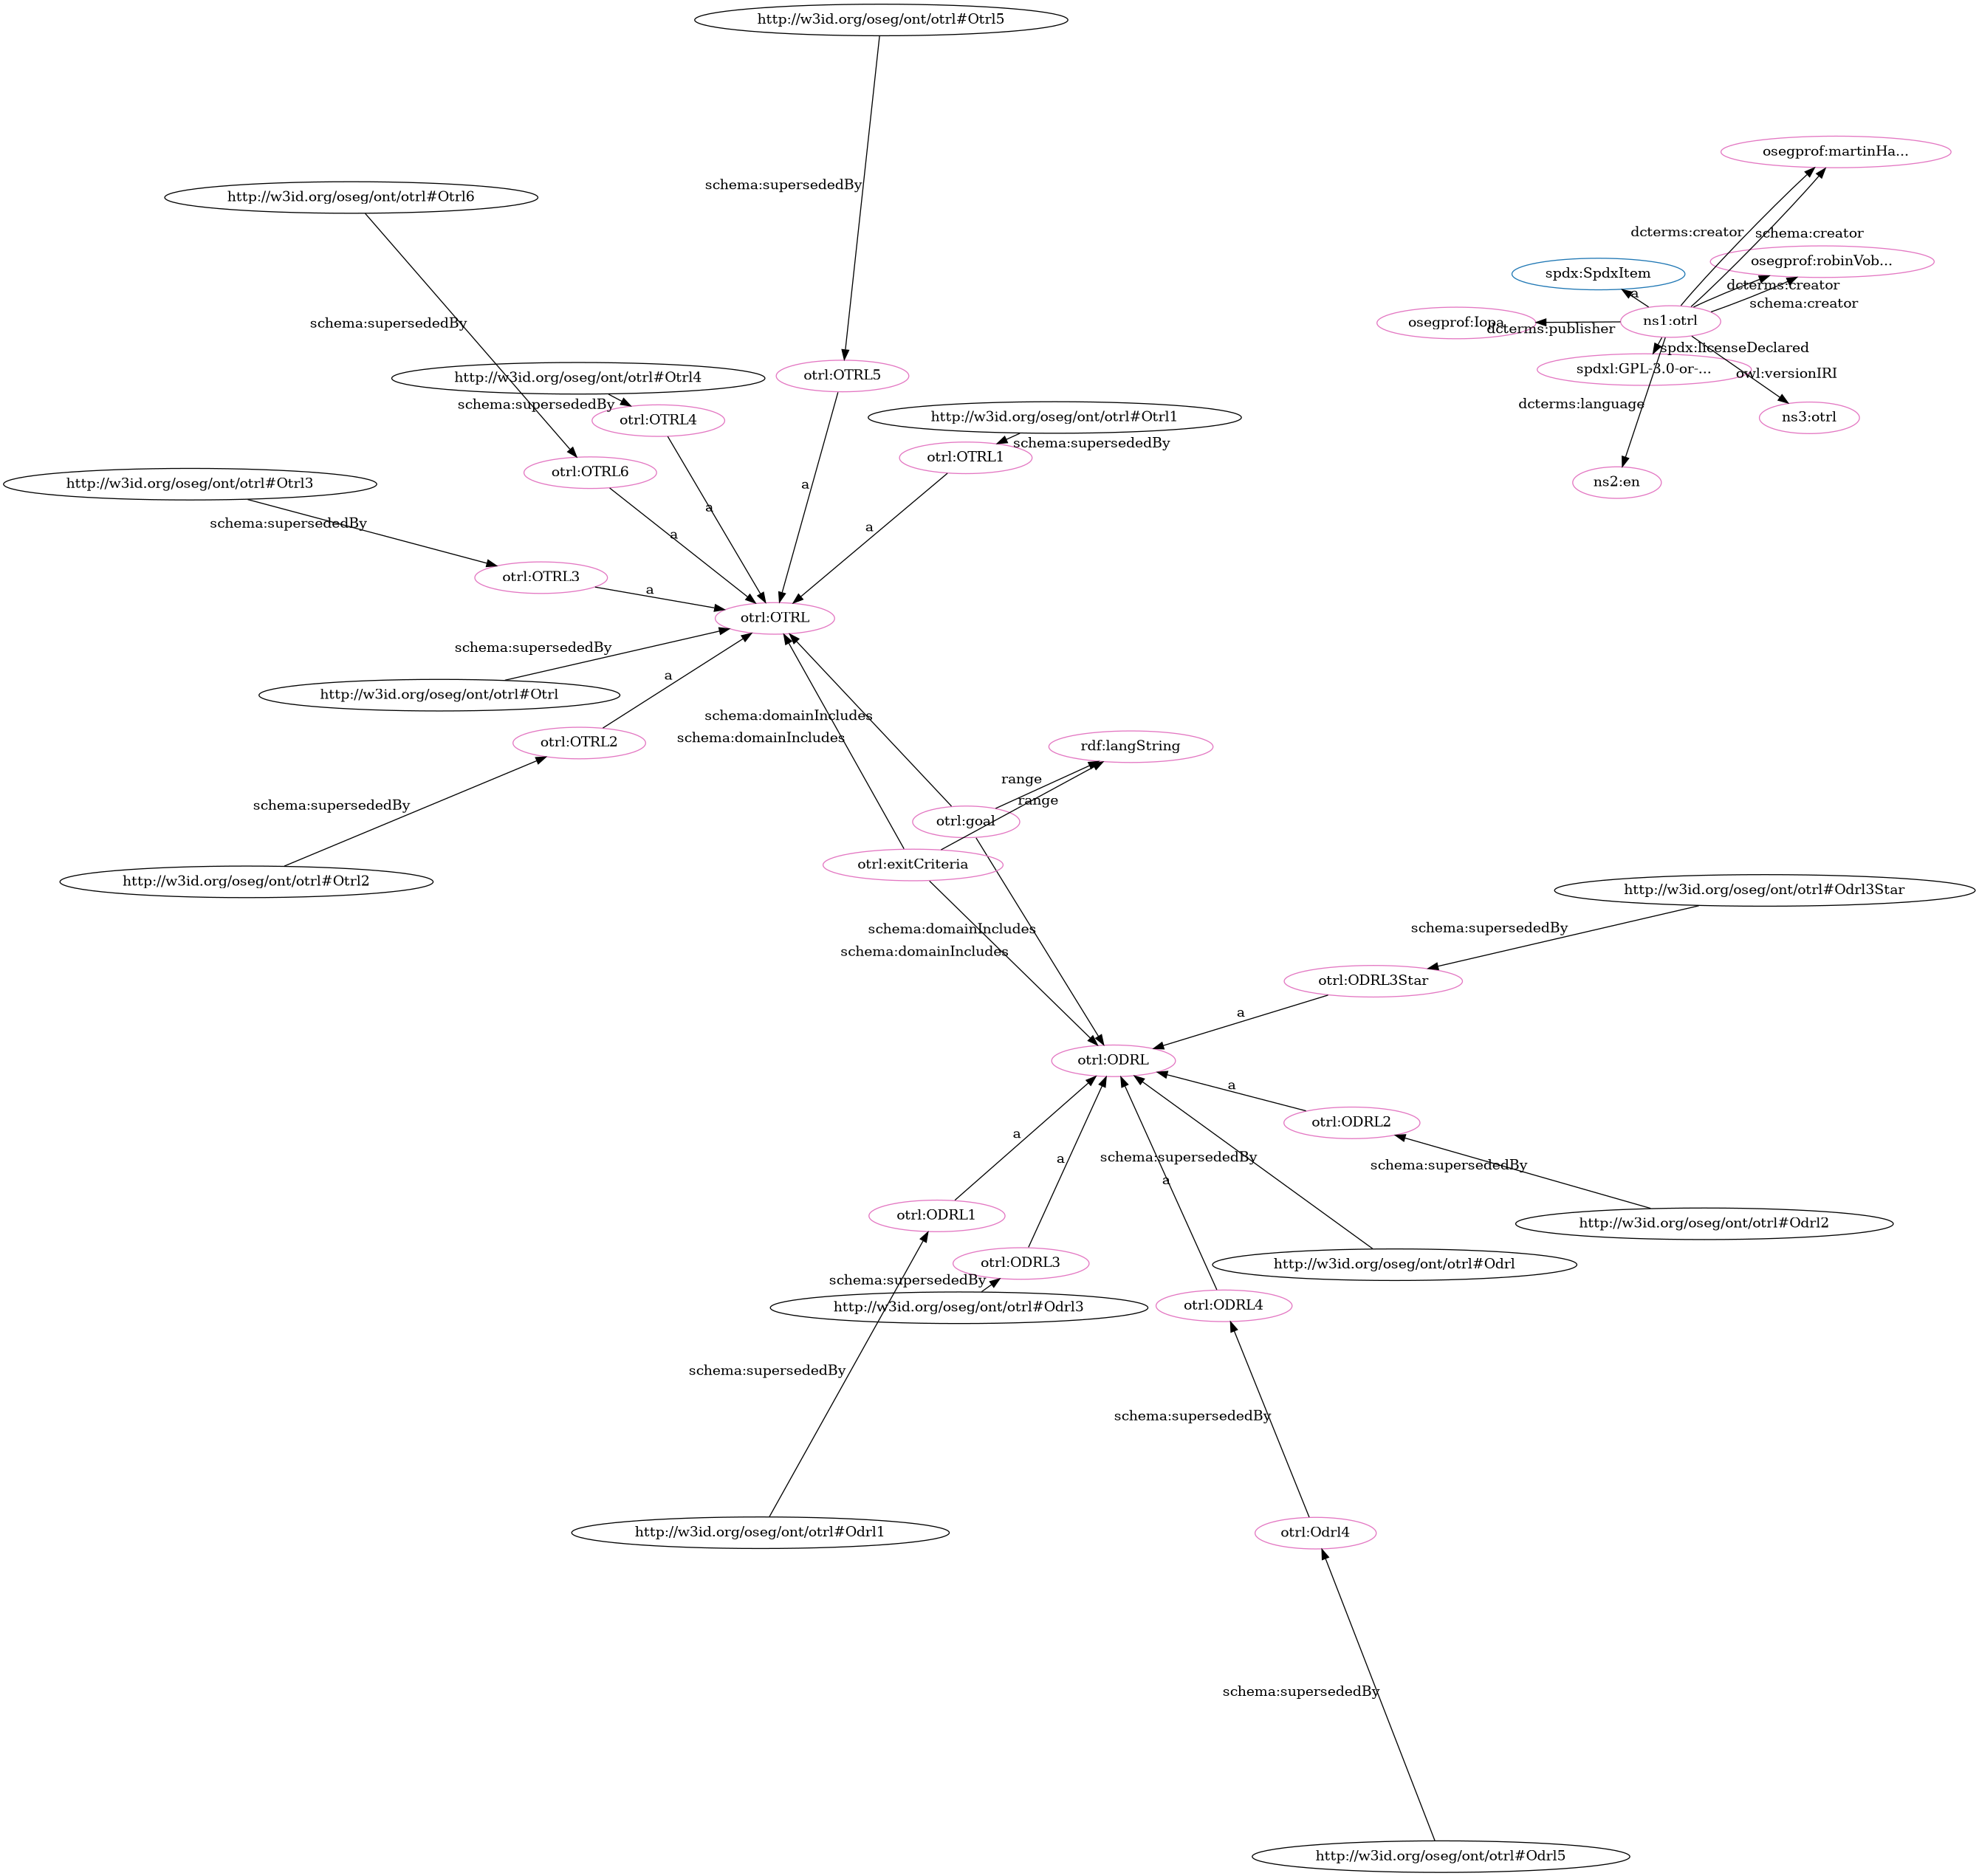 http://w3id.org/oseg/ont/otrl#Otrl5
osegprof:martinHa...
schema:supersededBy
http://w3id.org/oseg/ont/otrl#Otrl6
dcterms:creator
schema:creator
osegprof:robinVob...
spdx:SpdxItem
dcterms:creator
a
schema:creator
ns1:otrl
osegprof:Iopa
dcterms:publisher
schema:supersededBy
spdx:licenseDeclared
spdxl:GPL-3.0-or-...
owl:versionIRI
otrl:OTRL5
http://w3id.org/oseg/ont/otrl#Otrl4
schema:supersededBy
dcterms:language
http://w3id.org/oseg/ont/otrl#Otrl1
ns3:otrl
otrl:OTRL4
schema:supersededBy
otrl:OTRL1
otrl:OTRL6
ns2:en
http://w3id.org/oseg/ont/otrl#Otrl3
a
a
schema:supersededBy
a
a
otrl:OTRL3
a
otrl:OTRL
schema:supersededBy
a
http://w3id.org/oseg/ont/otrl#Otrl
schema:domainIncludes
schema:domainIncludes
otrl:OTRL2
rdf:langString
range
range
schema:supersededBy
otrl:goal
otrl:exitCriteria
http://w3id.org/oseg/ont/otrl#Otrl2
http://w3id.org/oseg/ont/otrl#Odrl3Star
schema:domainIncludes
schema:supersededBy
schema:domainIncludes
otrl:ODRL3Star
a
otrl:ODRL
a
otrl:ODRL2
a
schema:supersededBy
a
schema:supersededBy
a
otrl:ODRL1
http://w3id.org/oseg/ont/otrl#Odrl2
otrl:ODRL3
http://w3id.org/oseg/ont/otrl#Odrl
schema:supersededBy
http://w3id.org/oseg/ont/otrl#Odrl3
otrl:ODRL4
schema:supersededBy
schema:supersededBy
http://w3id.org/oseg/ont/otrl#Odrl1
otrl:Odrl4
schema:supersededBy
http://w3id.org/oseg/ont/otrl#Odrl5